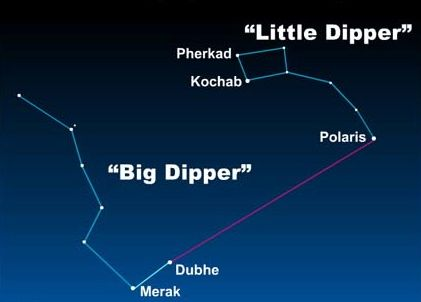 “Little Dipper”
Pherkad
Kochab
Polaris
“Big Dipper”
Dubhe
Merak